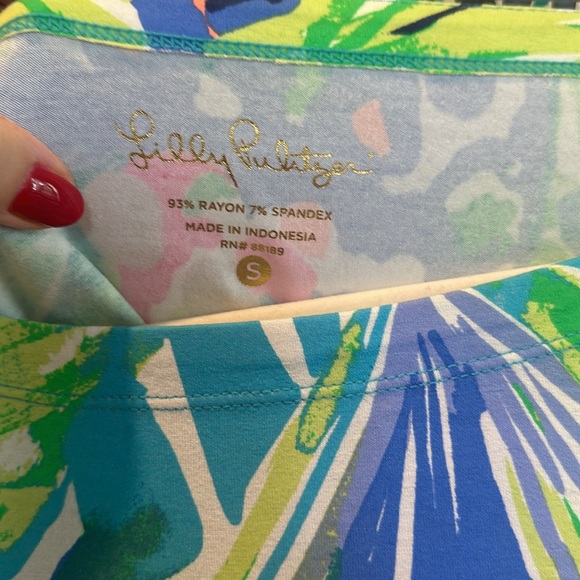 Lilly Pulitzer
93% RAYON 7% SPANDEX
MADE IN INDONESIA
RN# 88189
S